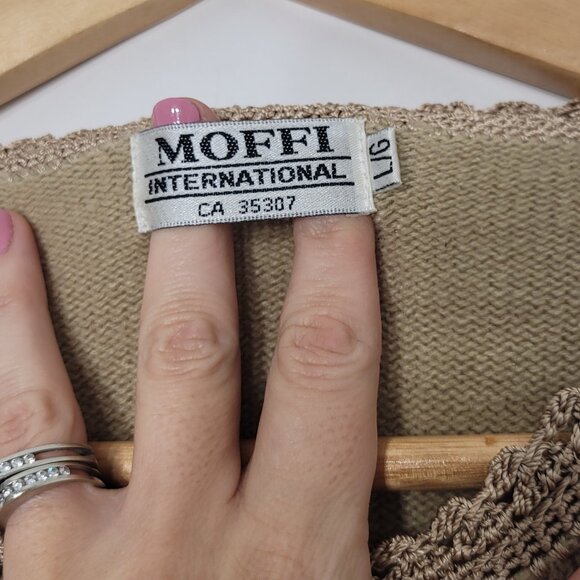 MOFFI
INTERNATIONAL
CA 35307
L/G